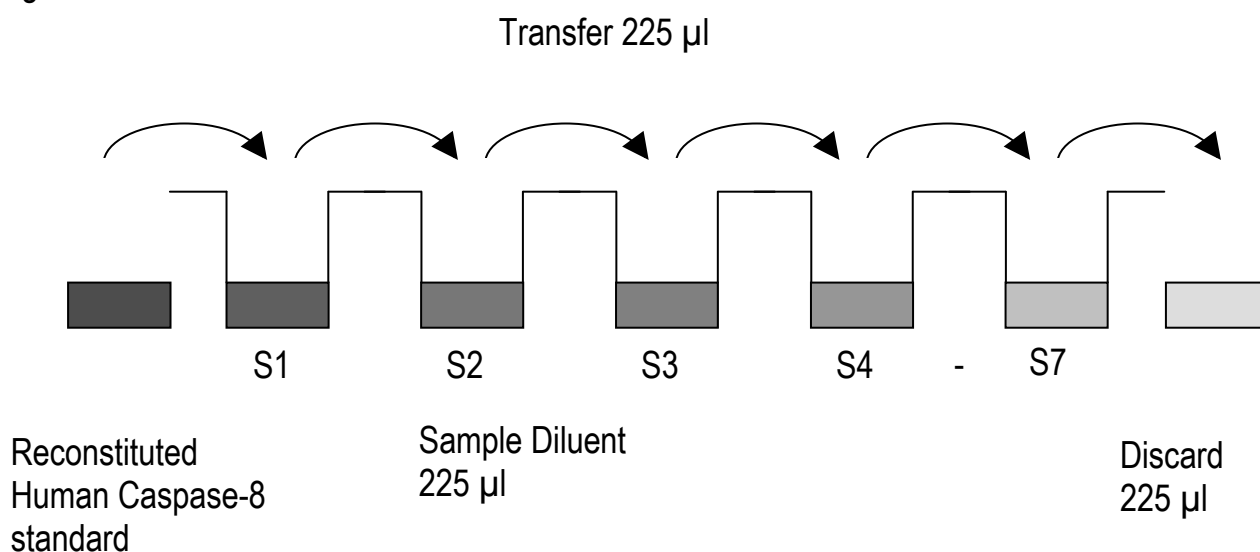 Transfer 225 µl
S1 S2 S3 S4 - S7
Reconstituted
Human Caspase-8
standard
Sample Diluent
225 µl
Discard
225 µl